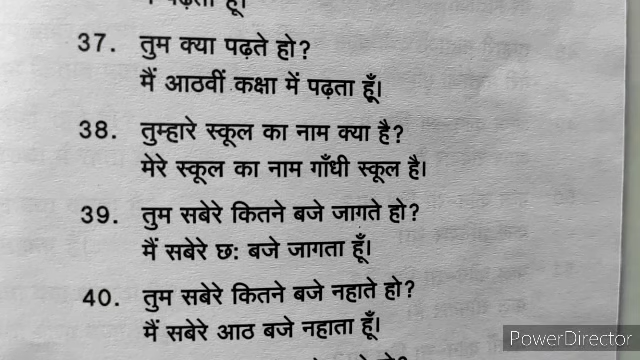 पढ़ता हूँ।
37. तुम क्या पढ़ते हो?
मैं आठवीं कक्षा में पढ़ता हूँ।
38. तुम्हारे स्कूल का नाम क्या है?
मेरे स्कूल का नाम गाँधी स्कूल है।
39. तुम सबेरे कितने बजे जागते हो?
मैं सबेरे छः बजे जागता हूँ।
40. तुम सबेरे कितने बजे नहाते हो?
मैं सबेरे आठ बजे नहाता हूँ।
PowerDirector